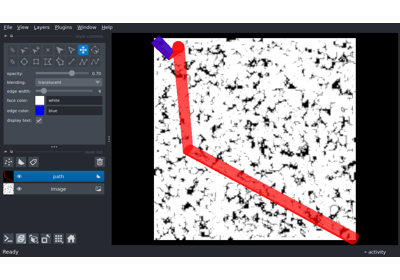 File View Layers Plugins Window Help
opacity: 0.70
blending: translucent
edge width:
face color: white
edge color: blue
display text:
path
Image
Ready
activity